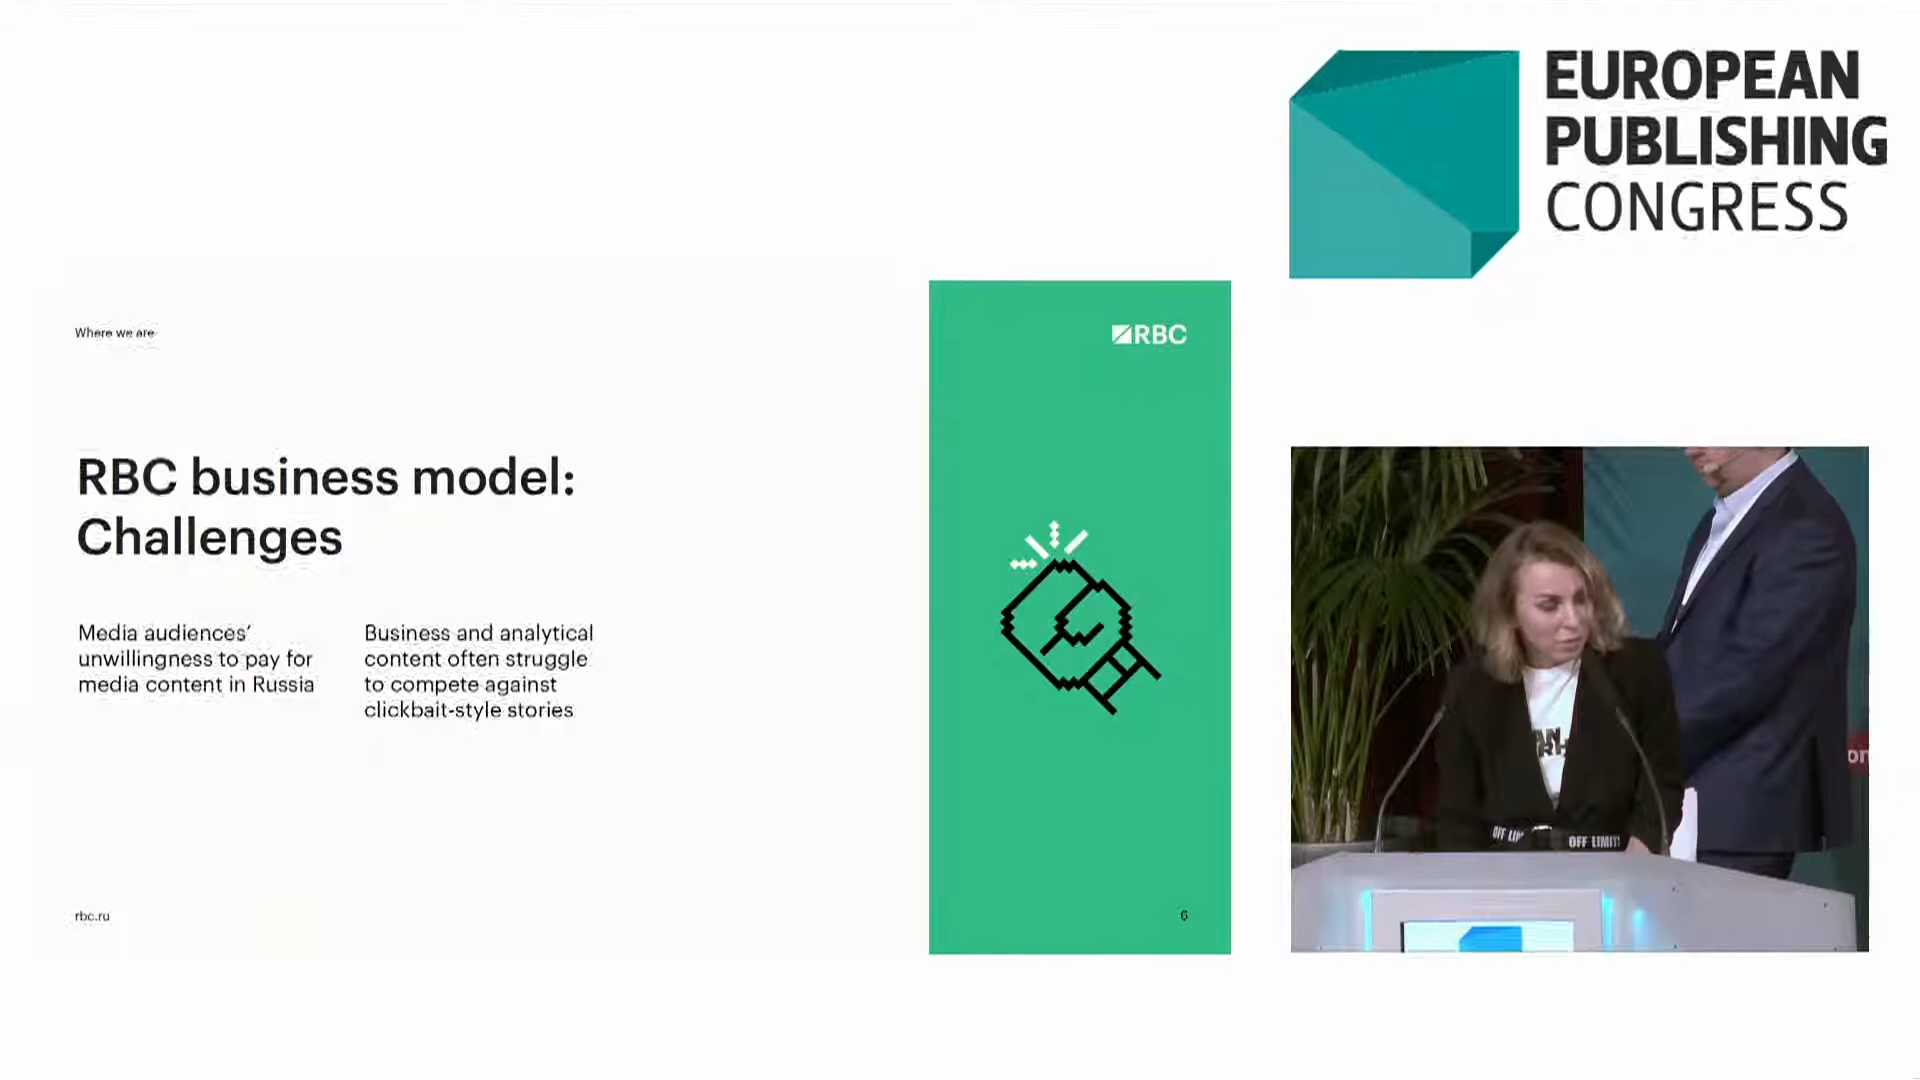 EUROPEAN
PUBLISHING
CONGRESS
Where we are
RBC
RBC business model:
Challenges
Media audiences’
unwillingness to pay for
media content in Russia
Business and analytical
content often struggle
to compete against
clickbait-style stories
rbc.ru
6
OFF LIMIT